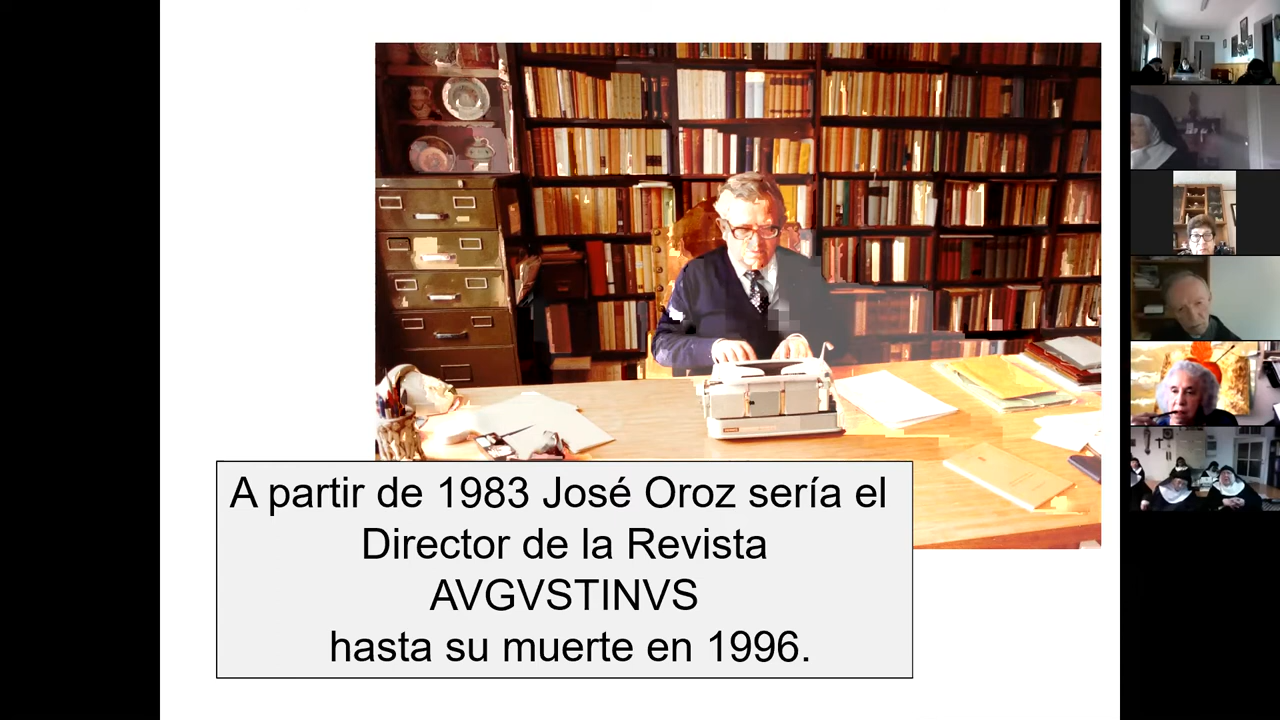 A partir de 1983 José Oroz sería el
Director de la Revista
AVGVSTINVS
hasta su muerte en 1996.